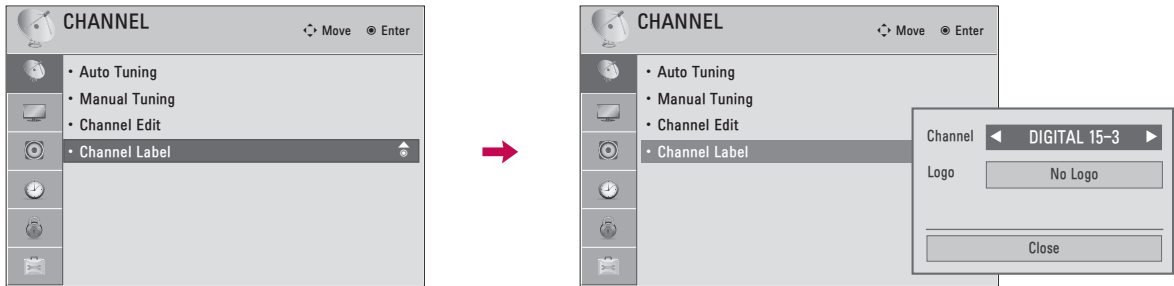 CHANNEL
Move Enter
• Auto Tuning
• Manual Tuning
• Channel Edit
• Channel Label
CHANNEL
Move Enter
• Auto Tuning
• Manual Tuning
• Channel Edit
• Channel Label
Channel ◀ DIGITAL 15-3 ▶
Logo No Logo
Close